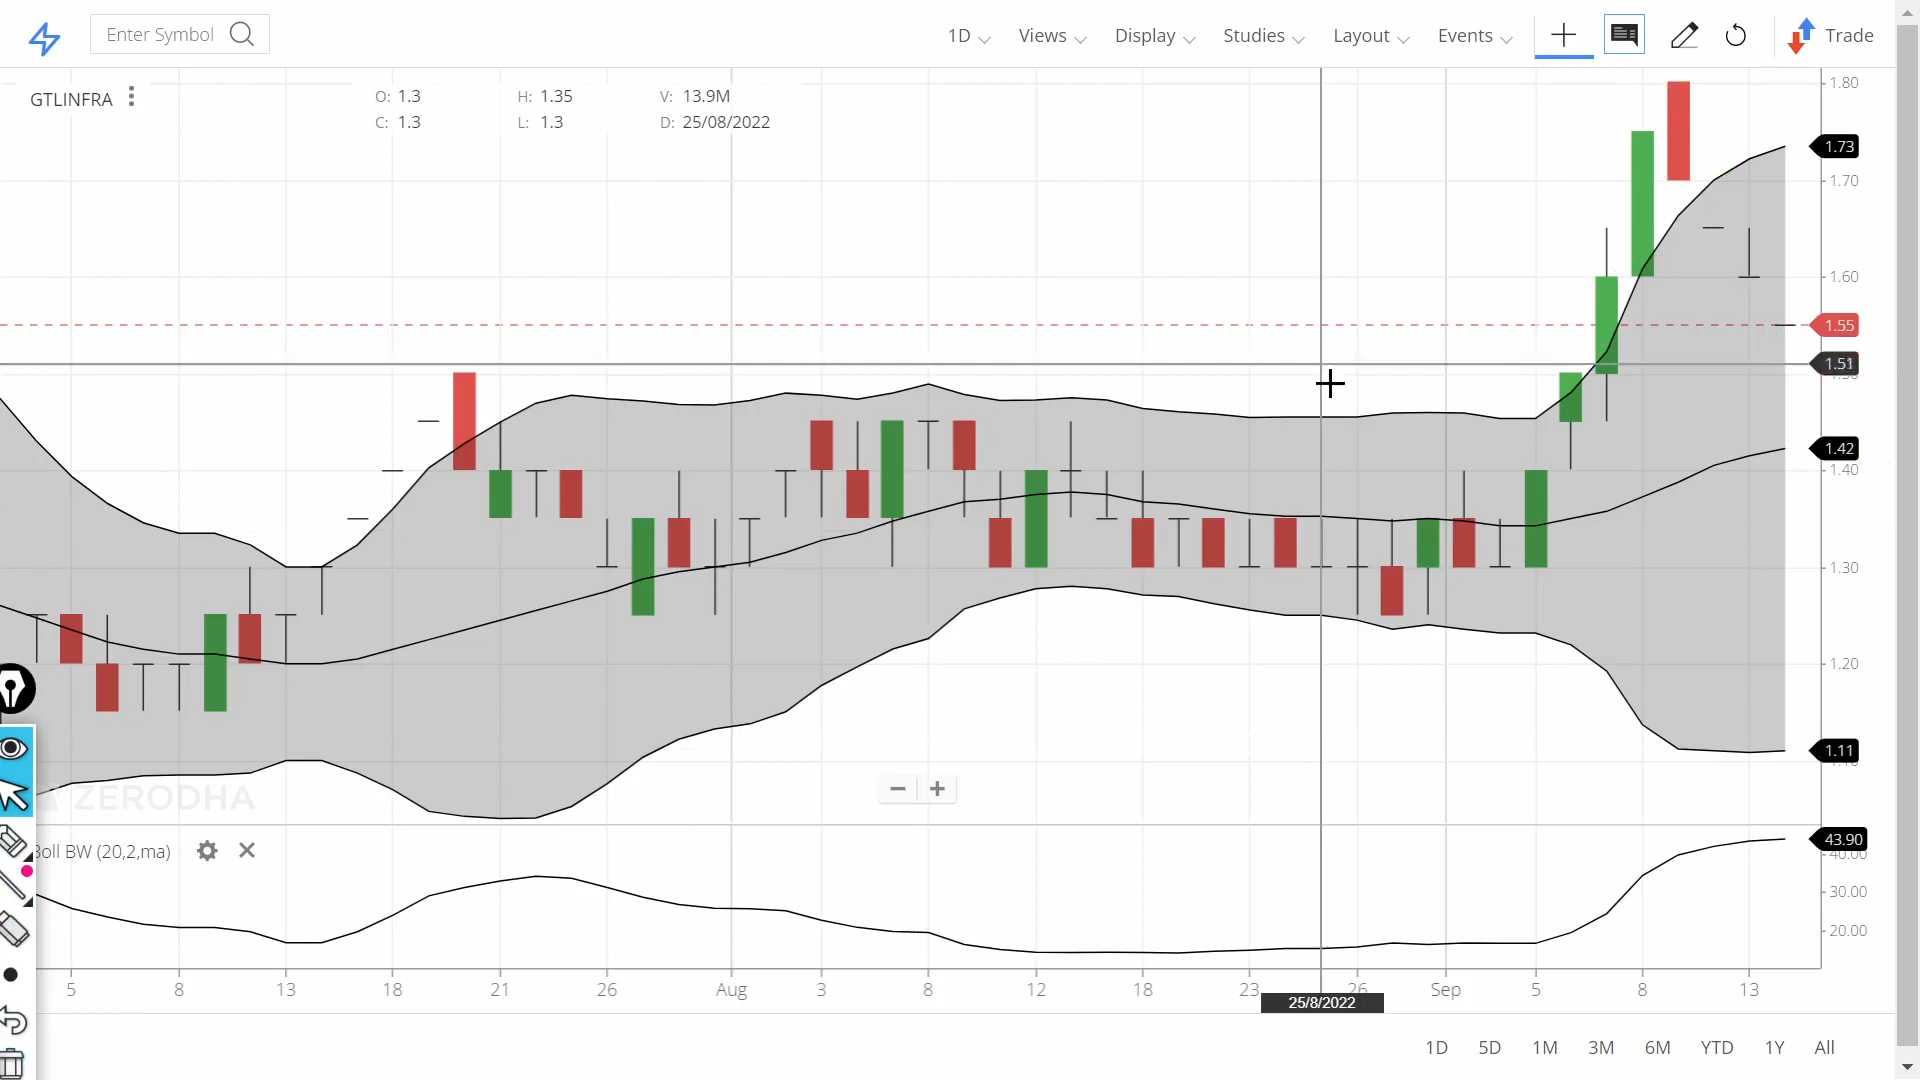 Enter Symbol
1D Views Display Studies Layout Events Trade
GTLINFRA
O: 1.3 H: 1.35 V: 13.9M
C: 1.3 L: 1.3 D: 25/08/2022
1.80
1.73
1.70
1.60
1.55
1.51
1.42
1.40
1.30
1.20
1.11
ZERODHA
Boll BW (20,2,ma)
43.90
40.00
30.00
20.00
5 8 13 18 21 26 Aug 3 8 12 18 23 26 Sep 5 8 13
25/8/2022
1D 5D 1M 3M 6M YTD 1Y All